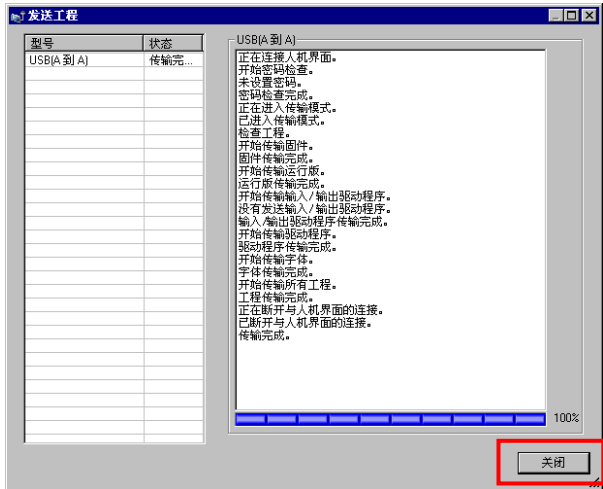 发送工程
型号 状态
USB(A 到 A) 传输完...
USB(A 到 A)
正在连接人机界面。
开始密码检查。
未设置密码。
密码检查完成。
正在进入传输模式。
已进入传输模式。
检查工程。
开始传输固件。
固件传输完成。
开始传输运行版。
运行版传输完成。
开始传输输入/输出驱动程序。
没有发送输入/输出驱动程序。
输入/输出驱动程序传输完成。
开始传输驱动程序。
驱动程序传输完成。
开始传输字体。
字体传输完成。
开始传输所有工程。
工程传输完成。
正在断开与人机界面的连接。
已断开与人机界面的连接。
传输完成。
100%
关闭